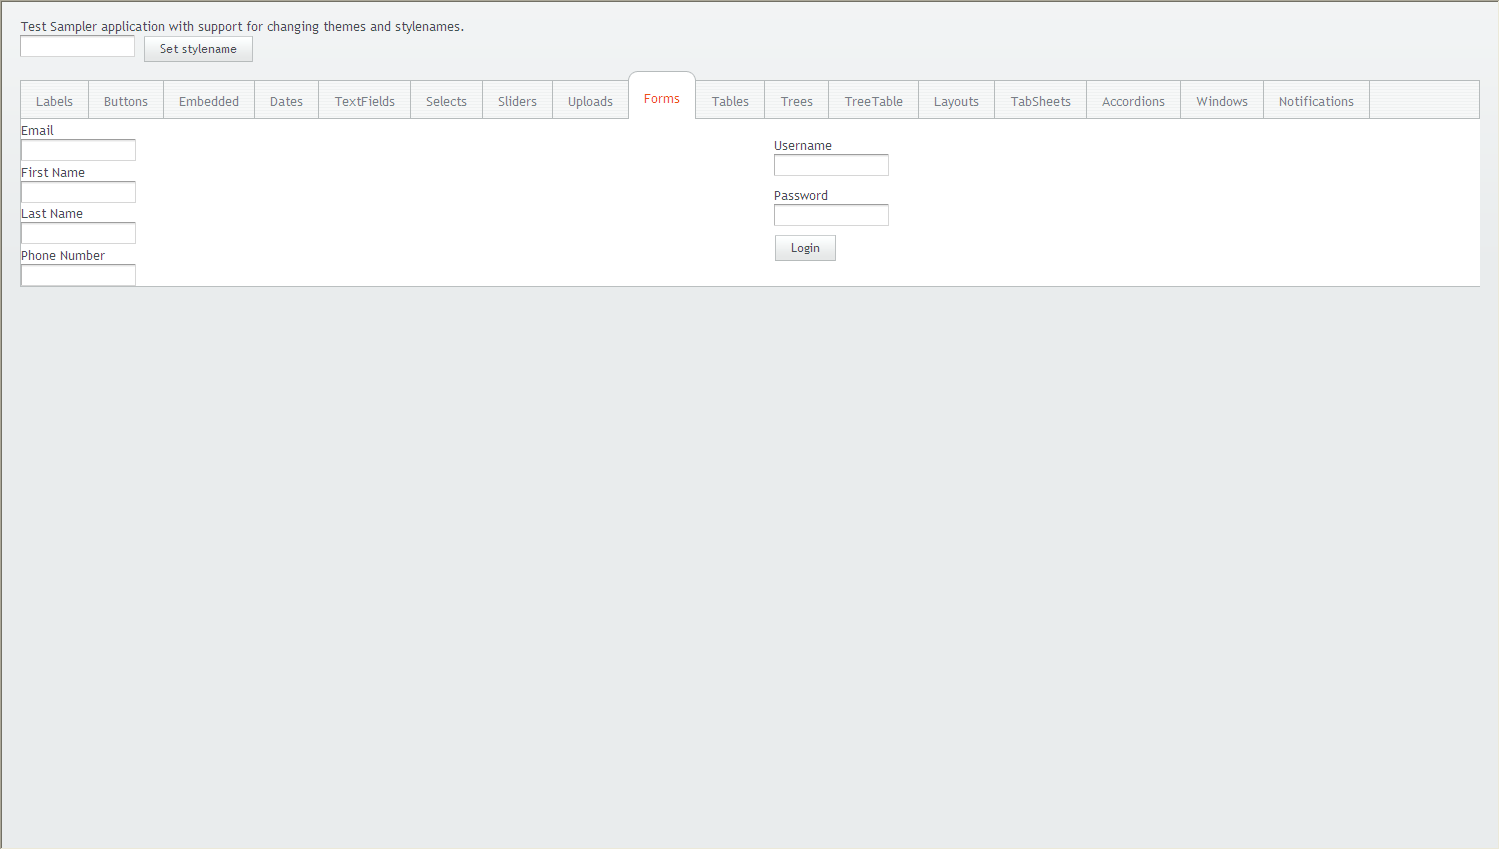 Test Sampler application with support for changing themes and stylenames.
Set stylename
Labels Buttons Embedded Dates TextFields Selects Sliders Uploads Forms Tables Trees TreeTable Layouts TabSheets Accordions Windows Notifications
Email
First Name
Last Name
Phone Number
Username
Password
Login